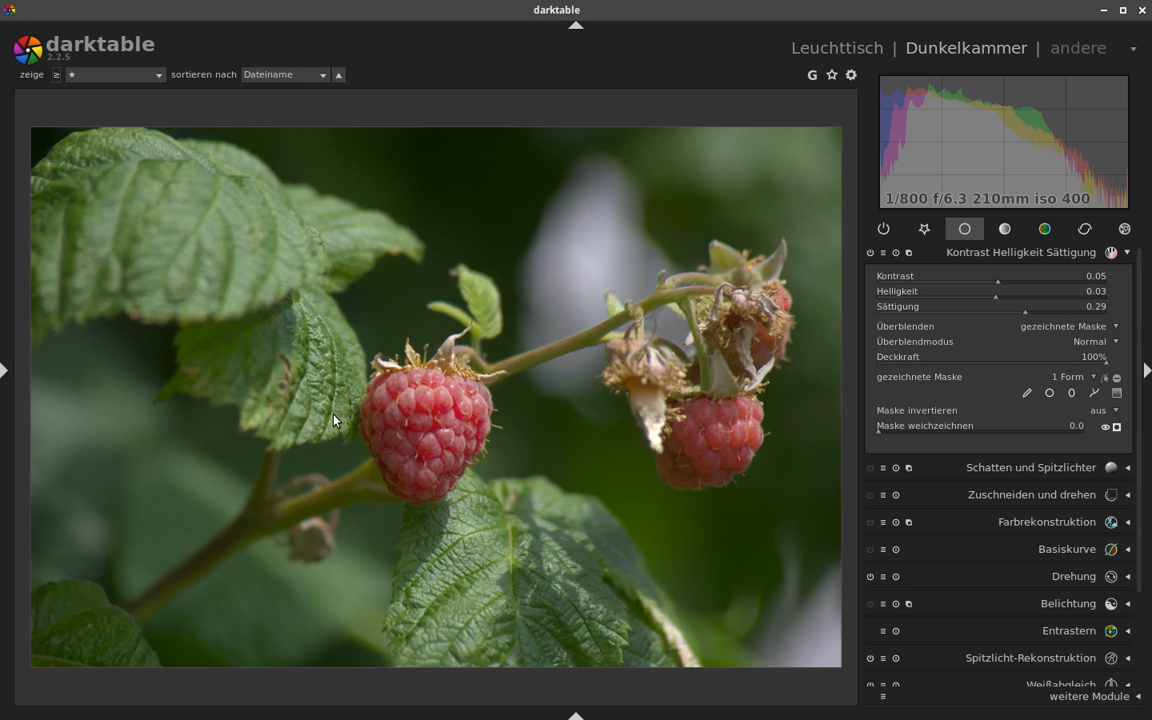 darktable
darktable
2.2.5
Leuchttisch | Dunkelkammer | andere
zeige ≥ ★ sortieren nach Dateiname ▲
G
1/800 f/6.3 210mm iso 400
Kontrast Helligkeit Sättigung
Kontrast 0.05
Helligkeit 0.03
Sättigung 0.29
Überblenden gezeichnete Maske
Überblendmodus Normal
Deckkraft 100%
gezeichnete Maske 1 Form
Maske invertieren aus
Maske weichzeichnen 0.0
Schatten und Spitzlichter
Zuschneiden und drehen
Farbrekonstruktion
Basiskurve
Drehung
Belichtung
Entrastern
Spitzlicht-Rekonstruktion
Weißabgleich
weitere Module